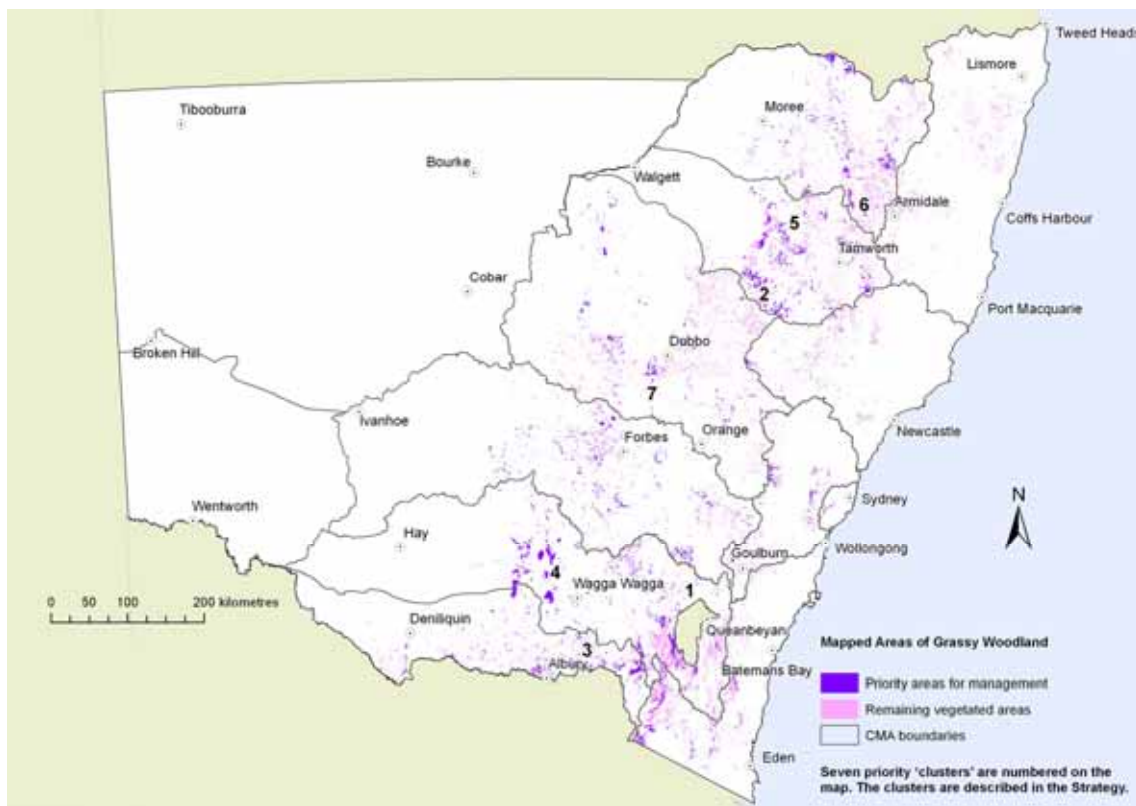 Tweed Heads
Lismore
Tibooburra
Moree
Bourke
Walgett
6
Armidale
5
Coffs Harbour
Tamworth
Cobar
2
Port Macquarie
Dubbo
Broken Hill
7
Ivanhoe
Forbes
Orange
Newcastle
N
Wentworth
Sydney
Hay
Wollongong
Goulburn
4
Wagga Wagga
1
0 50 100 200 kilometres
Deniliquin
Queanbeyan
3
Albury
Batemans Bay
Eden
Mapped Areas of Grassy Woodland
Priority areas for management
Remaining vegetated areas
CMA boundaries
Seven priority 'clusters' are numbered on the
map. The clusters are described in the Strategy.